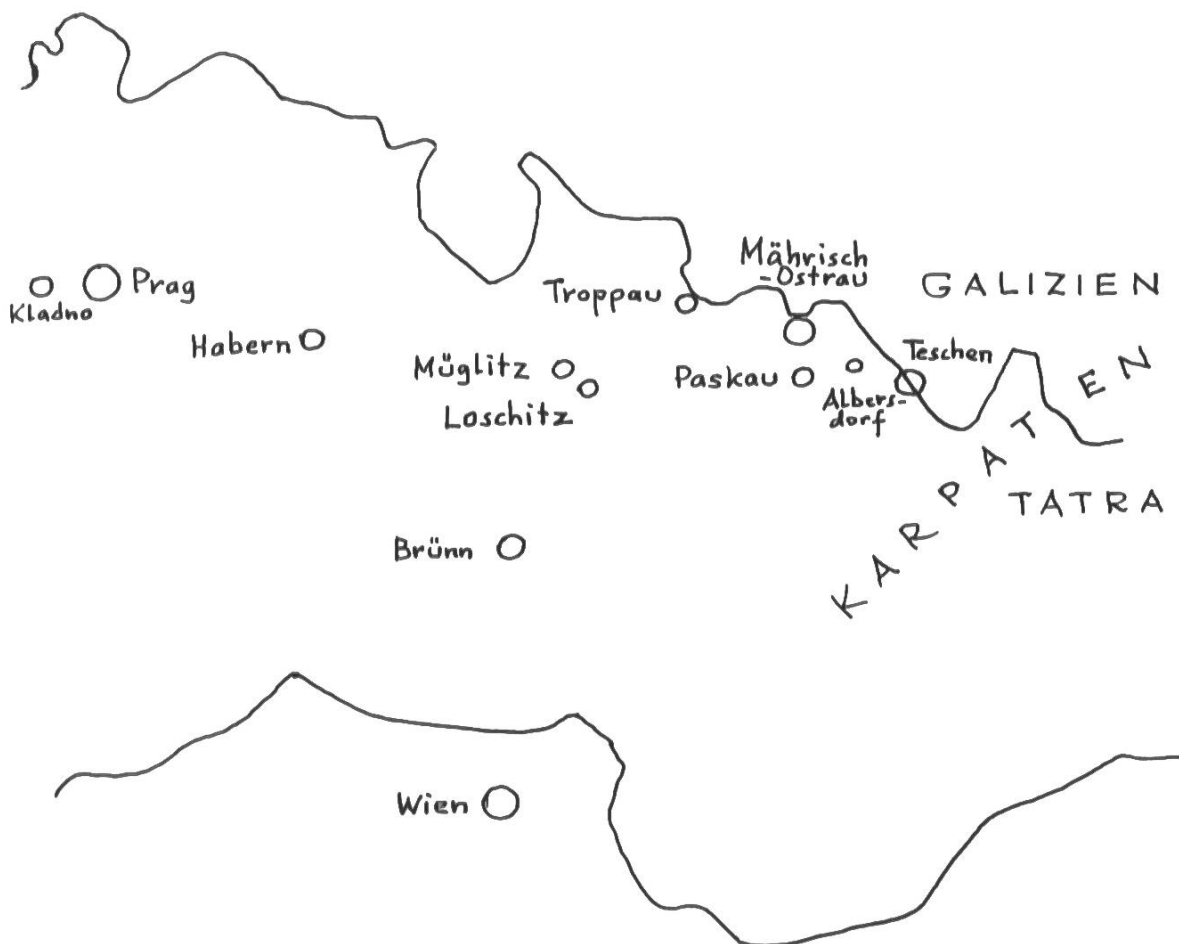 Mährisch
-Ostrau
GALIZIEN
Troppau
Prag
Kladno
Habern
Teschen
Müglitz
Paskau
Albers-
dorf
Loschitz
KARPATEN
TATRA
Brünn
Wien